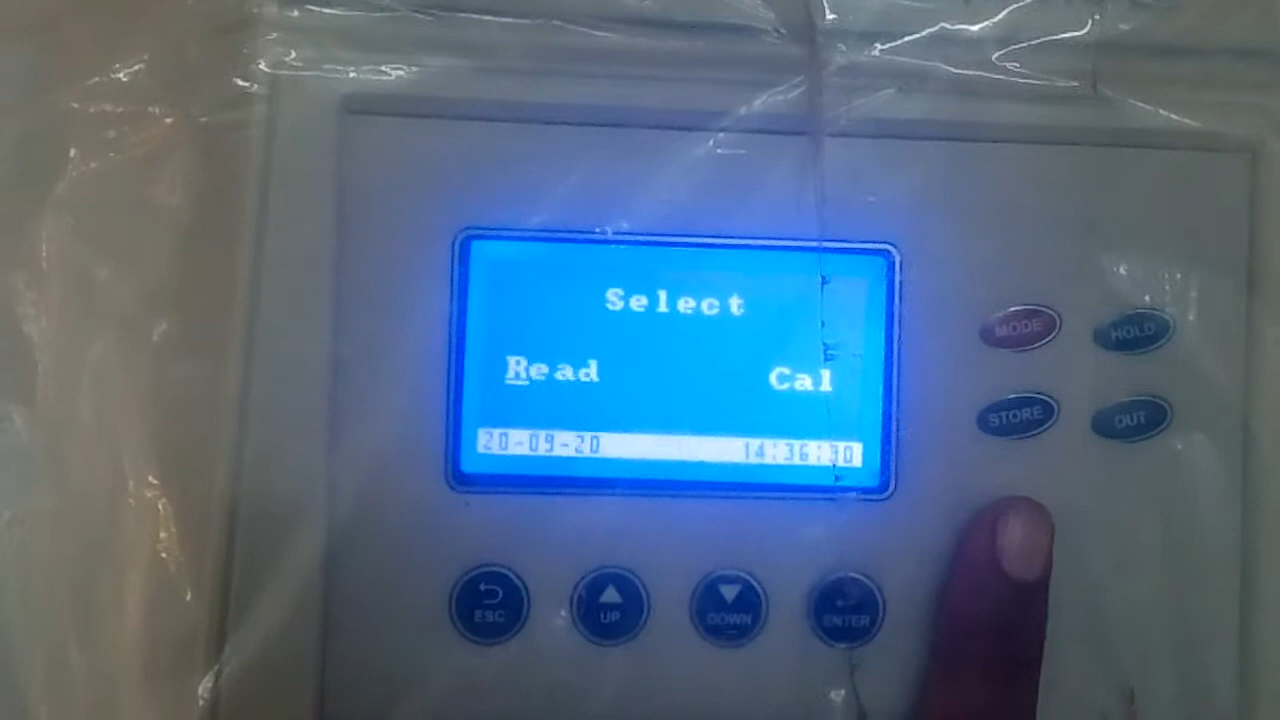 Select
Read Cal
20-09-20 14:36:30
MODE HOLD
STORE OUT
ESC UP DOWN ENTER